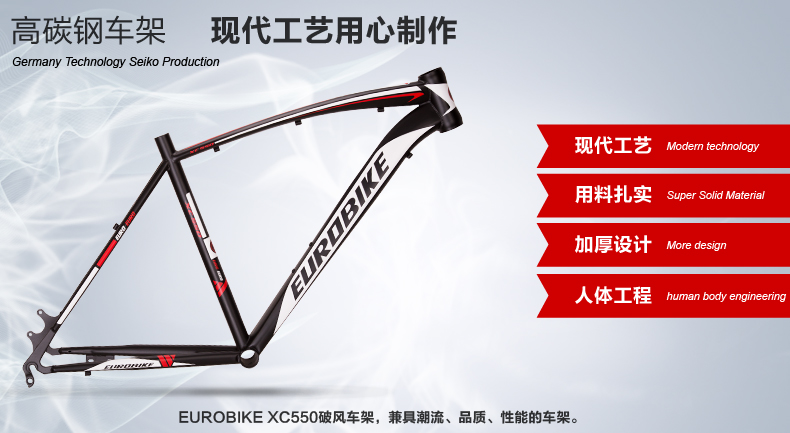 高碳钢车架 现代工艺用心制作
Germany Technology Seiko Production
现代工艺 Modern technology
用料扎实 Super Solid Material
加厚设计 More design
人体工程 human body engineering
EUROBIKE
EUROBIKE
EUROBIKE XC550破风车架，兼具潮流、品质、性能的车架。